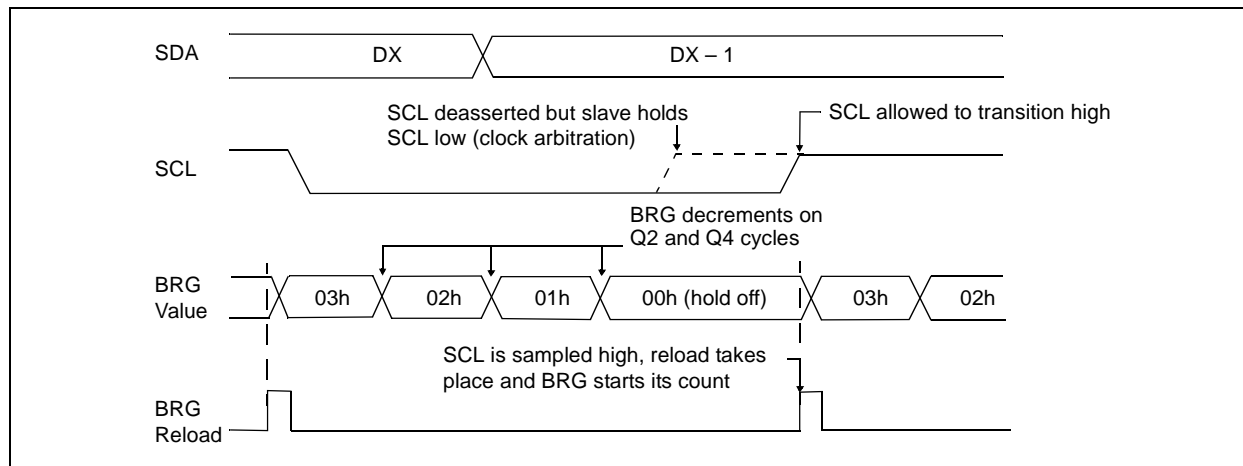 SDA
DX
DX – 1
SCL deasserted but slave holds
SCL low (clock arbitration)
SCL allowed to transition high
SCL
BRG decrements on
Q2 and Q4 cycles
BRG
Value
03h
02h
01h
00h (hold off)
03h
02h
SCL is sampled high, reload takes
place and BRG starts its count
BRG
Reload